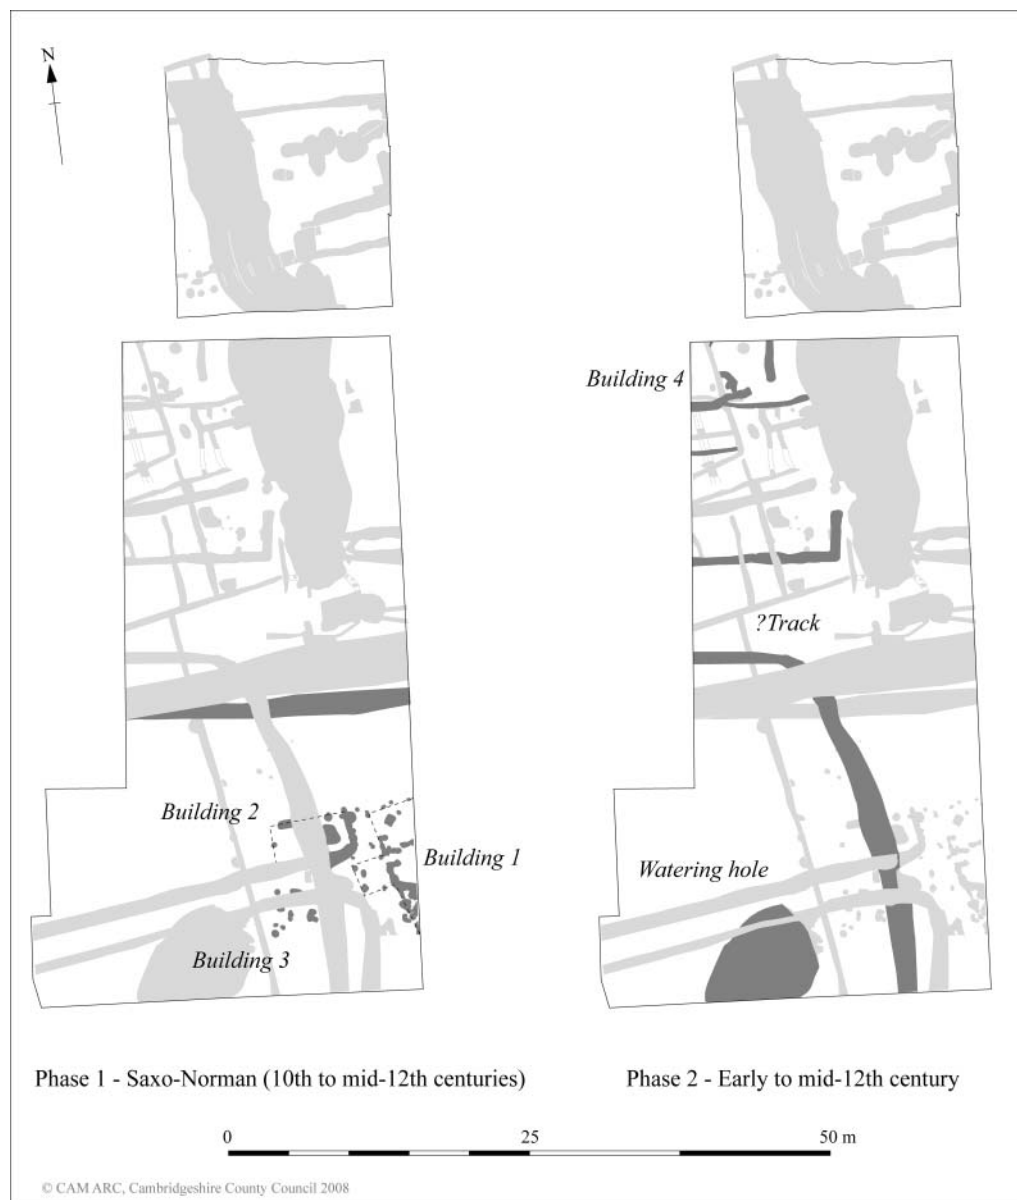 N
Building 4
?Track
Building 2
Building 1
Watering hole
Building 3
Phase 1 - Saxo-Norman (10th to mid-12th centuries)
Phase 2 - Early to mid-12th century
0 25 50 m
© CAM ARC, Cambridgeshire County Council 2008